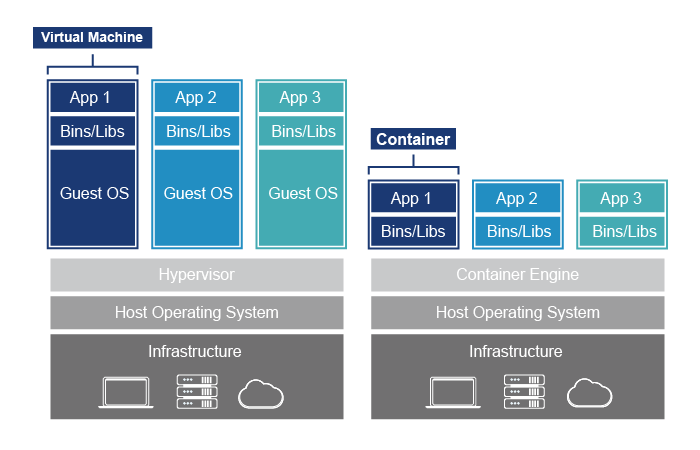 Virtual Machine
App 1
Bins/Libs
Guest OS
App 2
Bins/Libs
Guest OS
App 3
Bins/Libs
Guest OS
Hypervisor
Host Operating System
Infrastructure
Container
App 1
Bins/Libs
App 2
Bins/Libs
App 3
Bins/Libs
Container Engine
Host Operating System
Infrastructure